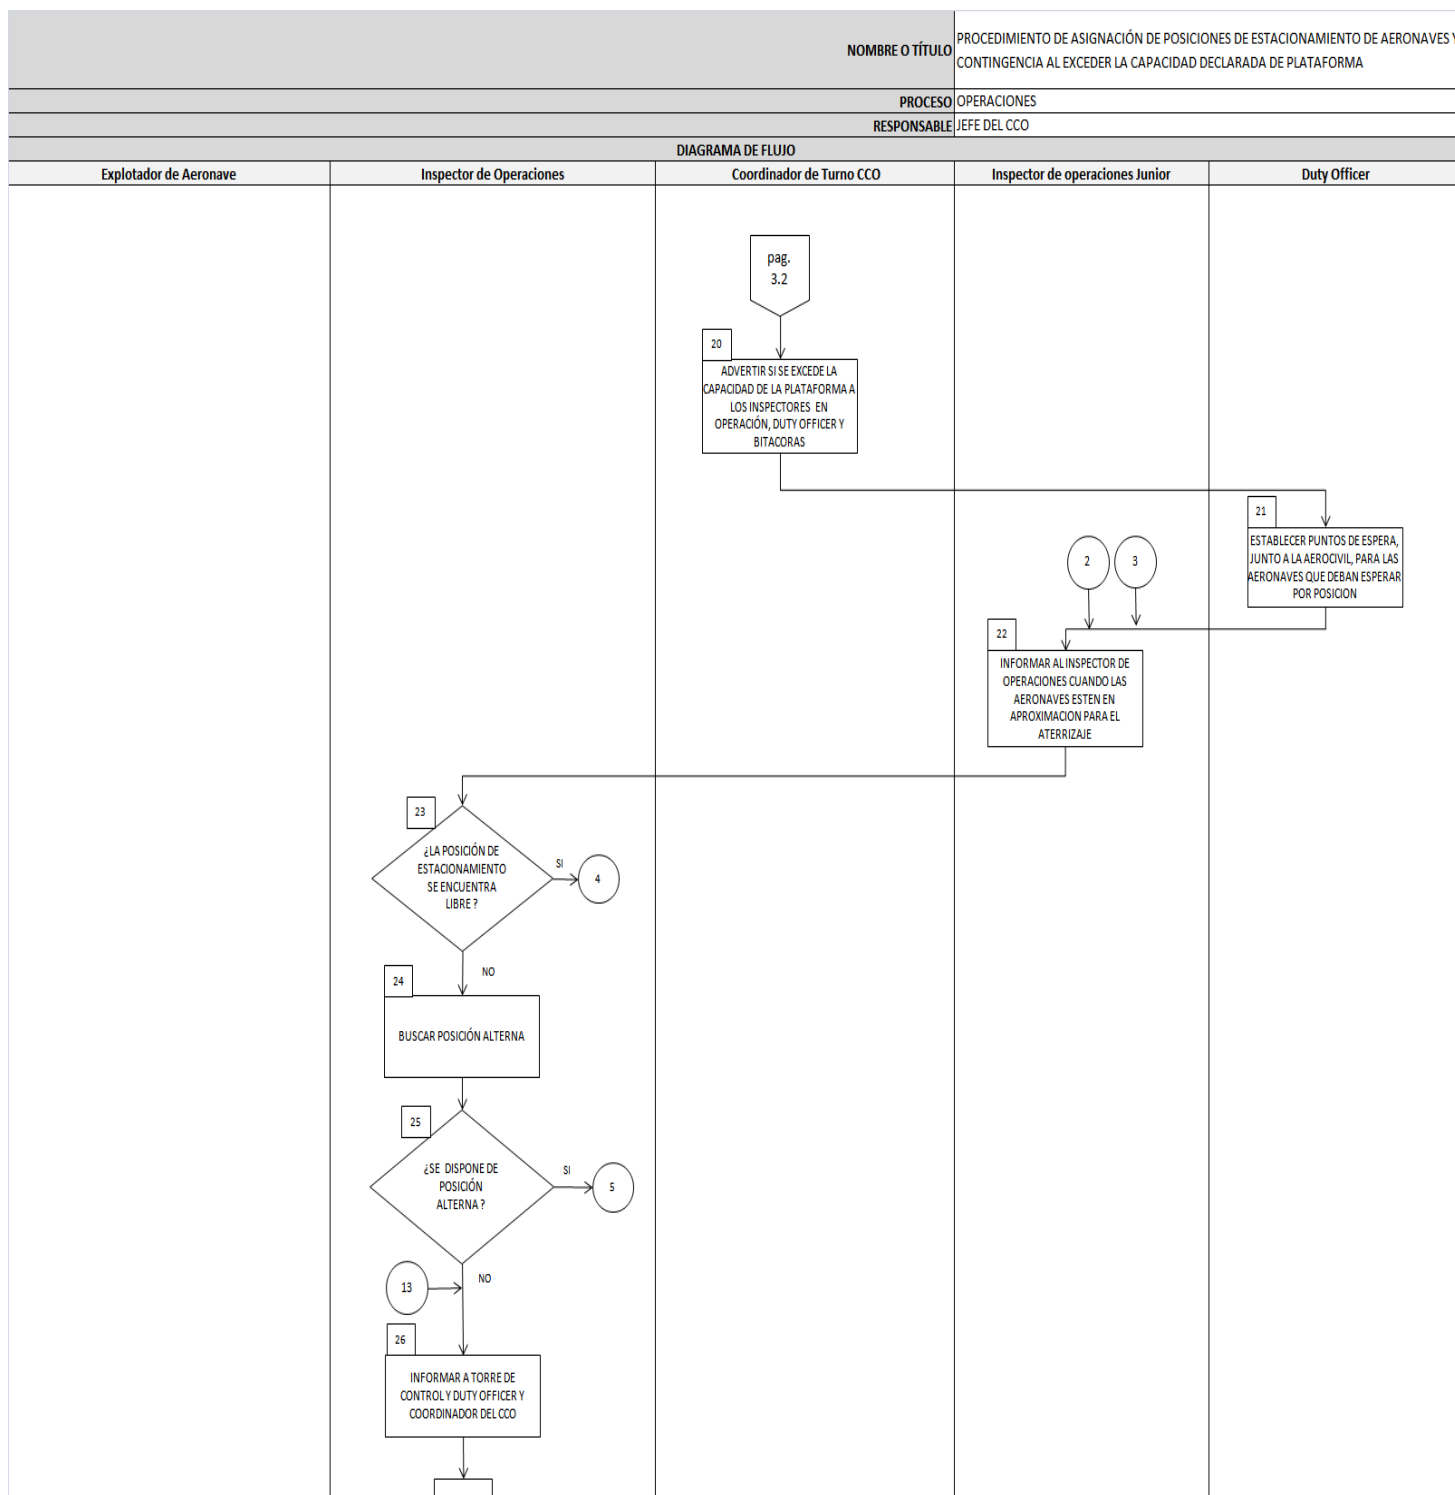 NOMBRE O TÍTULO
PROCEDIMIENTO DE ASIGNACIÓN DE POSICIONES DE ESTACIONAMIENTO DE AERONAVES Y
CONTINGENCIA AL EXCEDER LA CAPACIDAD DECLARADA DE PLATAFORMA
PROCESO OPERACIONES
RESPONSABLE JEFE DEL CCO
DIAGRAMA DE FLUJO
Explotador de Aeronave Inspector de Operaciones Coordinador de Turno CCO Inspector de operaciones Junior Duty Officer
pag.
3.2
20
ADVERTIR SI SE EXCEDE LA
CAPACIDAD DE LA PLATAFORMA A
LOS INSPECTORES EN
OPERACIÓN, DUTY OFFICER Y
BITACORAS
21
ESTABLECER PUNTOS DE ESPERA,
JUNTO A LA AEROCIVIL, PARA LAS
AERONAVES QUE DEBAN ESPERAR
POR POSICION
2
3
22
INFORMAR AL INSPECTOR DE
OPERACIONES CUANDO LAS
AERONAVES ESTEN EN
APROXIMACION PARA EL
ATERRIZAJE
23
¿LA POSICIÓN DE
ESTACIONAMIENTO
SE ENCUENTRA
LIBRE ?
SI
4
NO
24
BUSCAR POSICIÓN ALTERNA
25
¿SE DISPONE DE
POSICIÓN
ALTERNA ?
SI
5
NO
13
26
INFORMAR A TORRE DE
CONTROL Y DUTY OFFICER Y
COORDINADOR DEL CCO